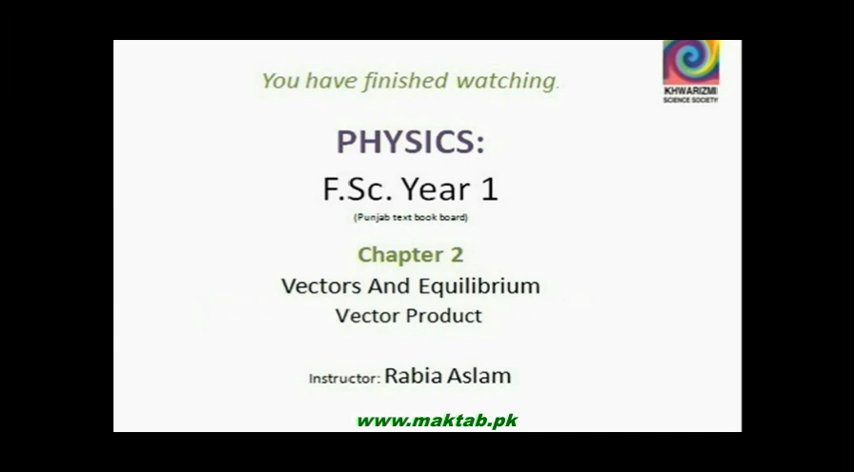 You have finished watching.
KHWARIZMI
SCIENCE SOCIETY
PHYSICS:
F.Sc. Year 1
(Punjab text book board)
Chapter 2
Vectors And Equilibrium
Vector Product
Instructor: Rabia Aslam
www.maktab.pk